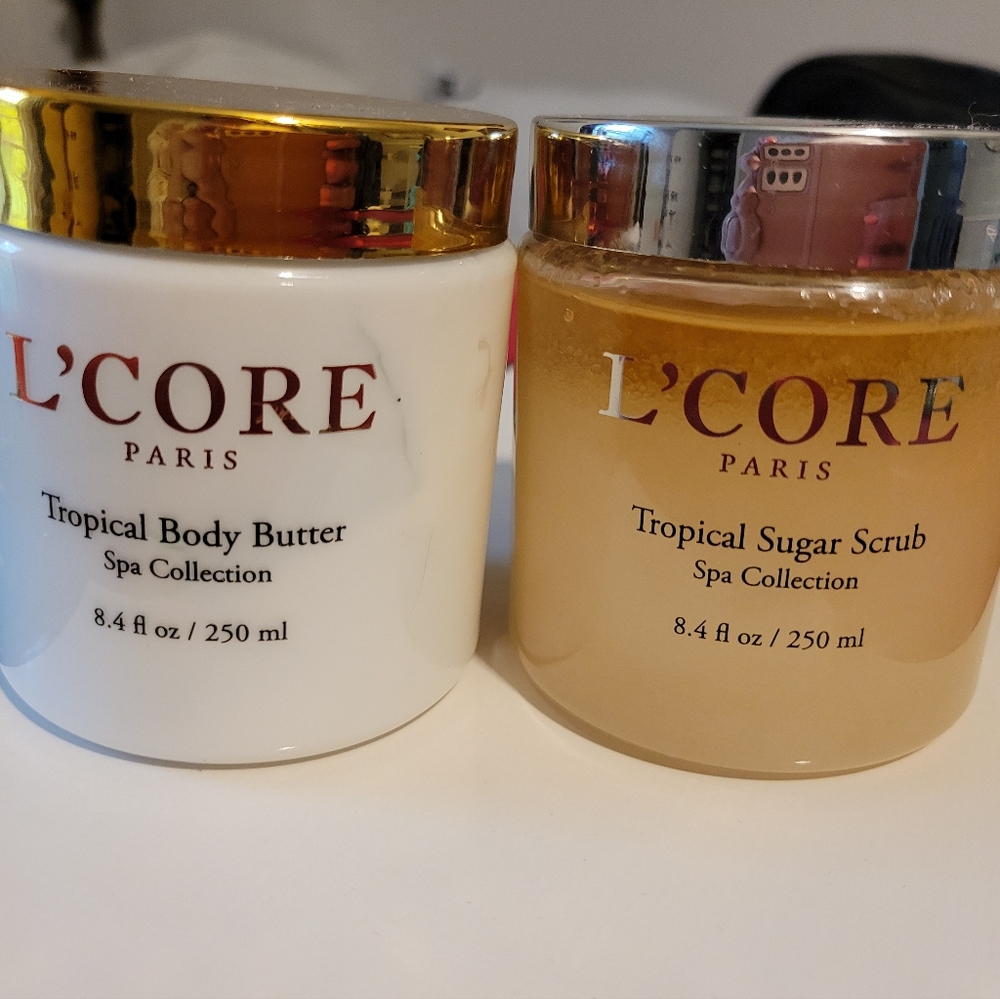 L'CORE
PARIS
Tropical Body Butter
Spa Collection
8.4 fl oz / 250 ml
L'CORE
PARIS
Tropical Sugar Scrub
Spa Collection
8.4 fl oz / 250 ml